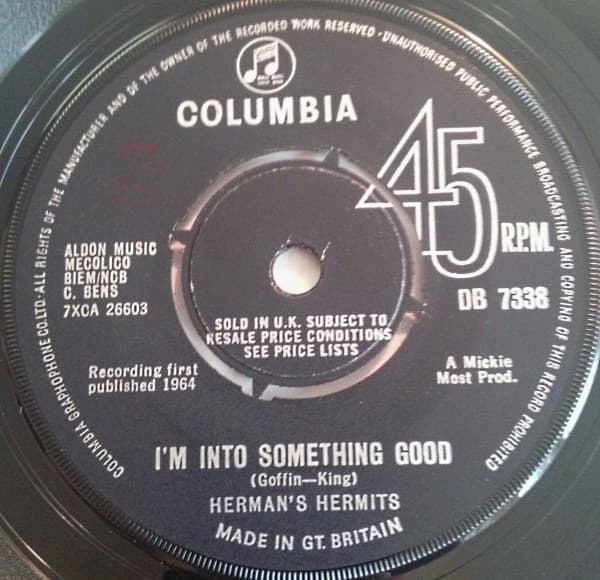 COLUMBIA GRAPHOPHONE CO. LTD · ALL RIGHTS OF THE MANUFACTURER AND OF THE OWNER OF THE RECORDED WORK RESERVED · UNAUTHORISED PUBLIC PERFORMANCE BROADCASTING AND COPYING OF THIS RECORD PROHIBITED
COLUMBIA
45 R.P.M.
DB 7338
ALDON MUSIC
MECOLICO
BIEM/NCB
C. BENS
7XCA 26603
SOLD IN U.K. SUBJECT TO
RESALE PRICE CONDITIONS
SEE PRICE LISTS
Recording first
published 1964
A Mickie
Most Prod.
I'M INTO SOMETHING GOOD
(Goffin—King)
HERMAN'S HERMITS
MADE IN GT. BRITAIN